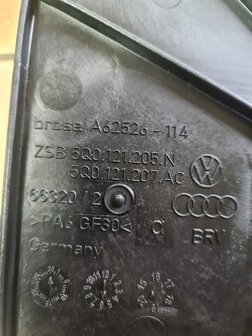 brose A62526-114
ZSB 5Q0.121.205.N
5Q0.121.207.AC
66320/2
>PA6 GF30<
Germany BRV